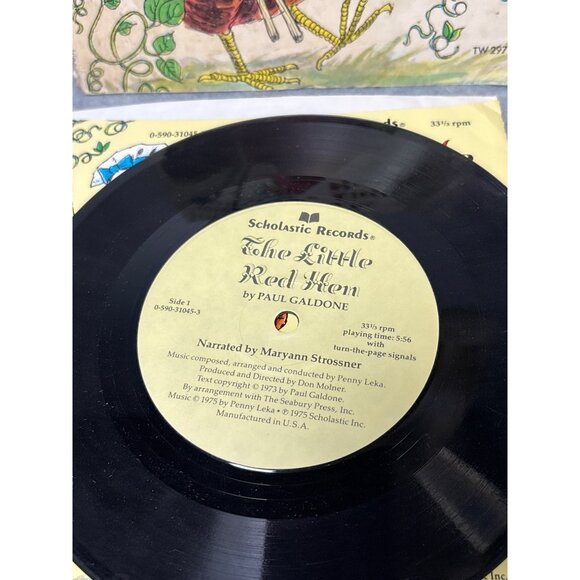 TW 297
0-590-31045
ds®
33⅓ rpm
Scholastic Records®
The Little
Red Hen
by PAUL GALDONE
Side 1
0-590-31045-3
33⅓ rpm
playing time: 5:56
with
turn-the-page signals
Narrated by Maryann Strossner
Music composed, arranged and conducted by Penny Leka.
Produced and Directed by Don Molner.
Text copyright © 1973 by Paul Galdone.
By arrangement with The Seabury Press, Inc.
Music © 1975 by Penny Leka • ℗ 1975 Scholastic Inc.
Manufactured in U.S.A.
Inc.